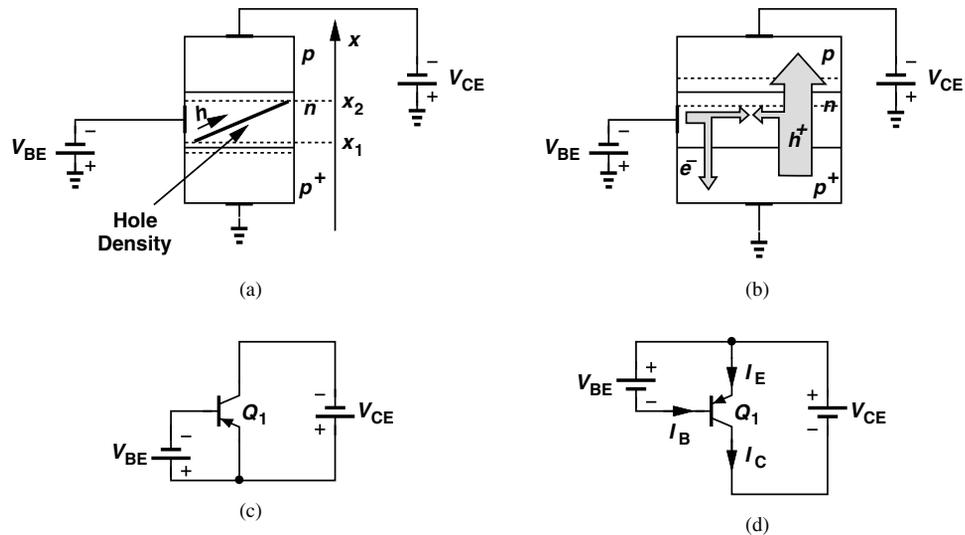 x
p
−
V_CE
+
n
x_2
h
−
x_1
V_BE
+
p^+
Hole
Density
(a)
p
−
V_CE
+
n
−
h^+
V_BE
+
e^−
p^+
(b)
−
Q_1
V_CE
+
−
V_BE
+
(c)
+
V_BE
−
I_E
+
Q_1
V_CE
−
I_B
I_C
(d)